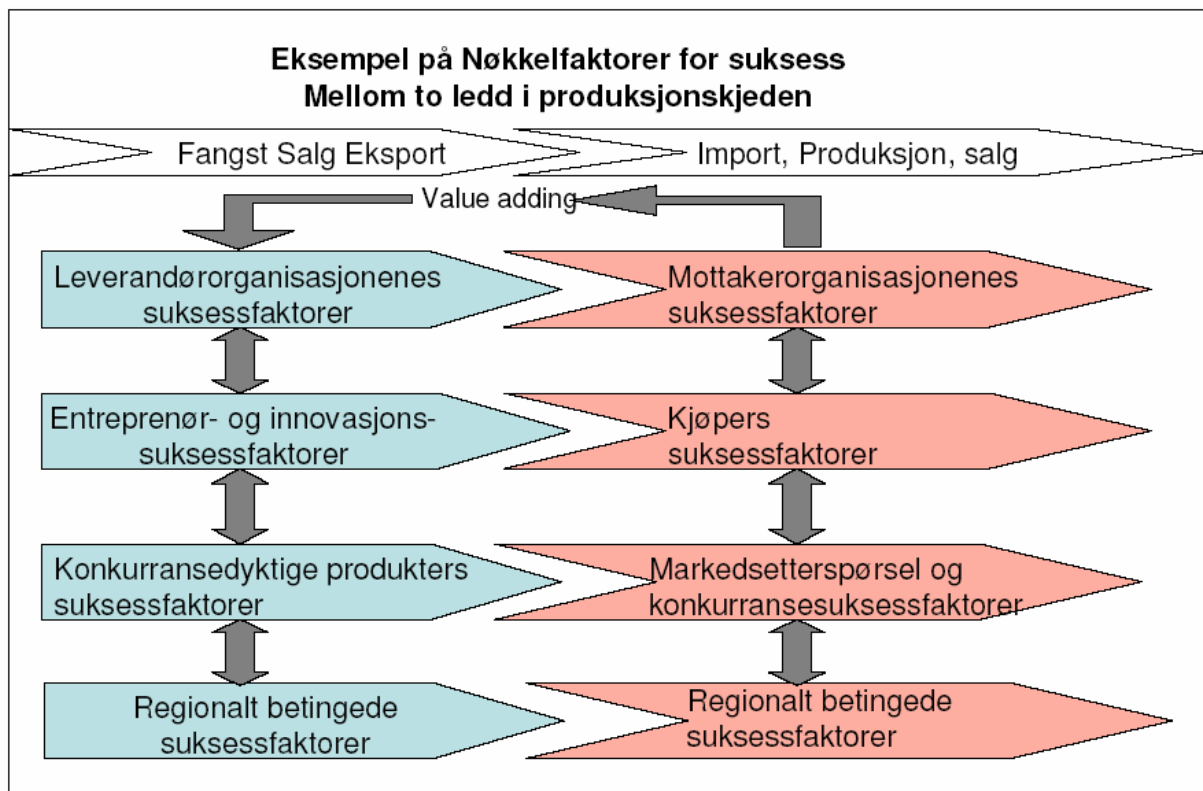 Eksempel på Nøkkelfaktorer for suksess
Mellom to ledd i produksjonskjeden
Fangst Salg Eksport
Import, Produksjon, salg
Value adding
Leverandørorganisasjonenes
suksessfaktorer
Mottakerorganisasjonenes
suksessfaktorer
Entreprenør- og innovasjons-
suksessfaktorer
Kjøpers
suksessfaktorer
Konkurransedyktige produkters
suksessfaktorer
Markedsetterspørsel og
konkurransesuksessfaktorer
Regionalt betingede
suksessfaktorer
Regionalt betingede
suksessfaktorer